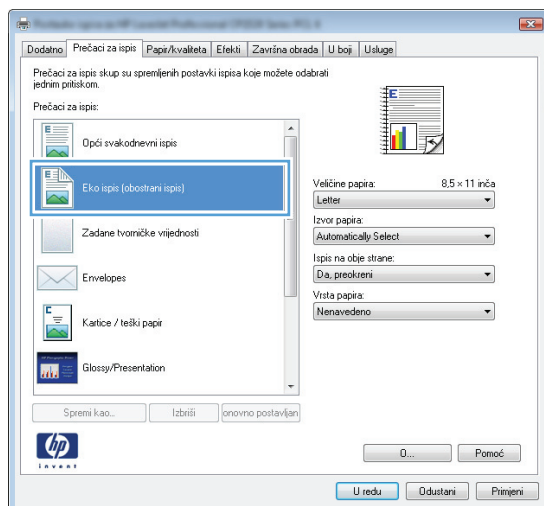 Dodatno Prečaci za ispis Papir/kvaliteta Efekti Završna obrada U boji Usluge
Prečaci za ispis skup su spremljenih postavki ispisa koje možete odabrati
jednim pritiskom.
Prečaci za ispis:
Opći svakodnevni ispis
Eko ispis (obostrani ispis)
Zadane tvorničke vrijednosti
Envelopes
Kartice / teški papir
Glossy/Presentation
Spremi kao... Izbriši onovno postavljan
E
Veličine papira: 8,5 × 11 inča
Letter
Izvor papira:
Automatically Select
Ispis na obje strane:
Da, preokreni
Vrsta papira:
Nenavedeno
hp
invent
O... Pomoć
U redu Odustani Primijeni